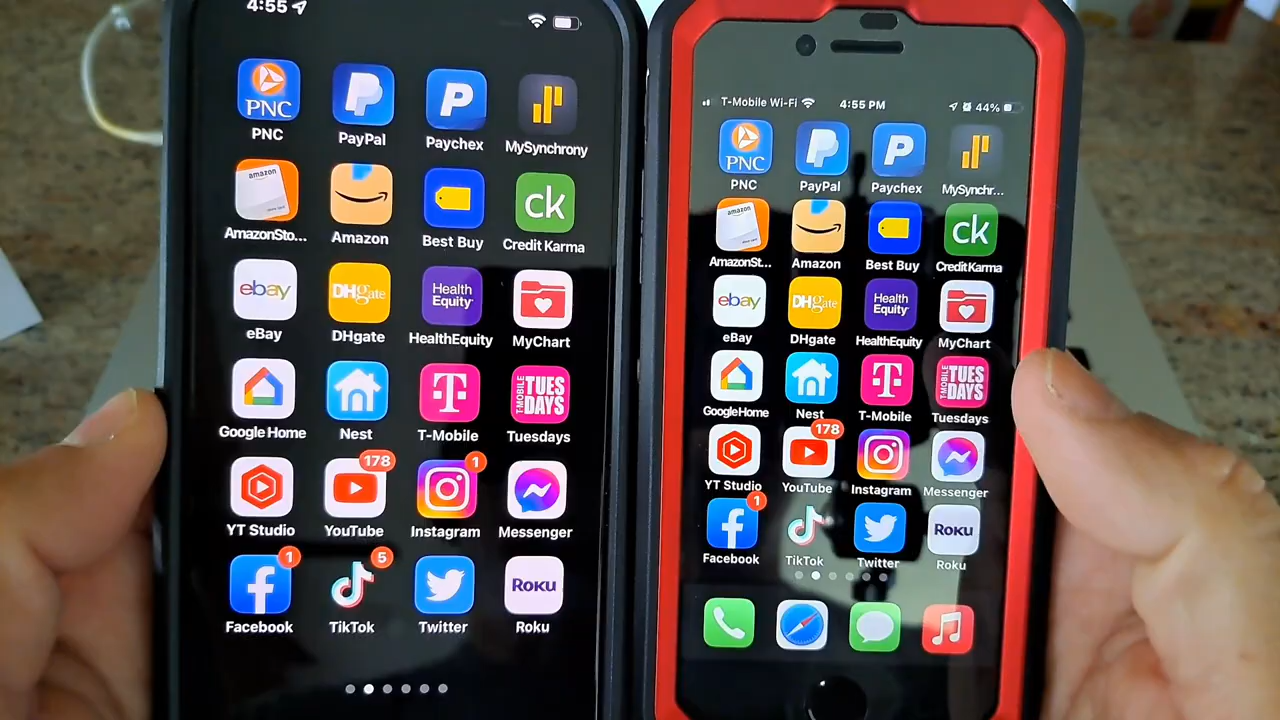 4:55
PNC
PNC
PayPal
Paychex
MySynchrony
amazon
AmazonSto...
Amazon
Best Buy
ck
Credit Karma
ebay
eBay
DHgate
DHgate
Health
Equity
HealthEquity
MyChart
Google Home
Nest
T
T-Mobile
T-MOBILE
TUES
DAYS
Tuesdays
YT Studio
178
YouTube
1
Instagram
Messenger
1
Facebook
5
TikTok
Twitter
Roku
Roku
T-Mobile Wi-Fi
4:55 PM
44%
PNC
PNC
PayPal
Paychex
MySynchr...
amazon
AmazonSt...
Amazon
Best Buy
ck
Credit Karma
ebay
eBay
DHgate
DHgate
Health
Equity
HealthEquity
MyChart
Google Home
Nest
T
T-Mobile
T-MOBILE
TUES
DAYS
Tuesdays
YT Studio
178
YouTube
Instagram
Messenger
1
Facebook
TikTok
Twitter
Roku
Roku